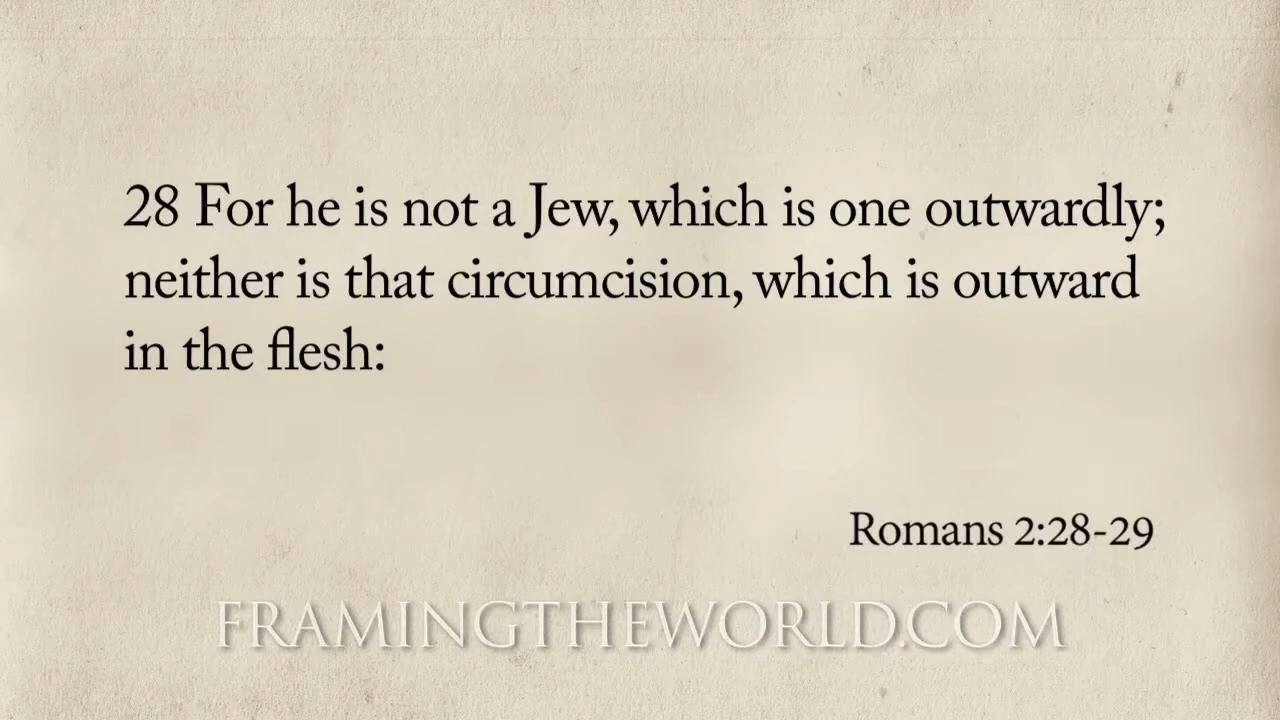 28 For he is not a Jew, which is one outwardly;
neither is that circumcision, which is outward
in the flesh:
Romans 2:28-29
FRAMINGTHEWORLD.COM